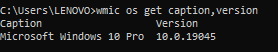 C:\Users\LENOVO>wmic os get caption,version
Caption                   Version
Microsoft Windows 10 Pro  10.0.19045